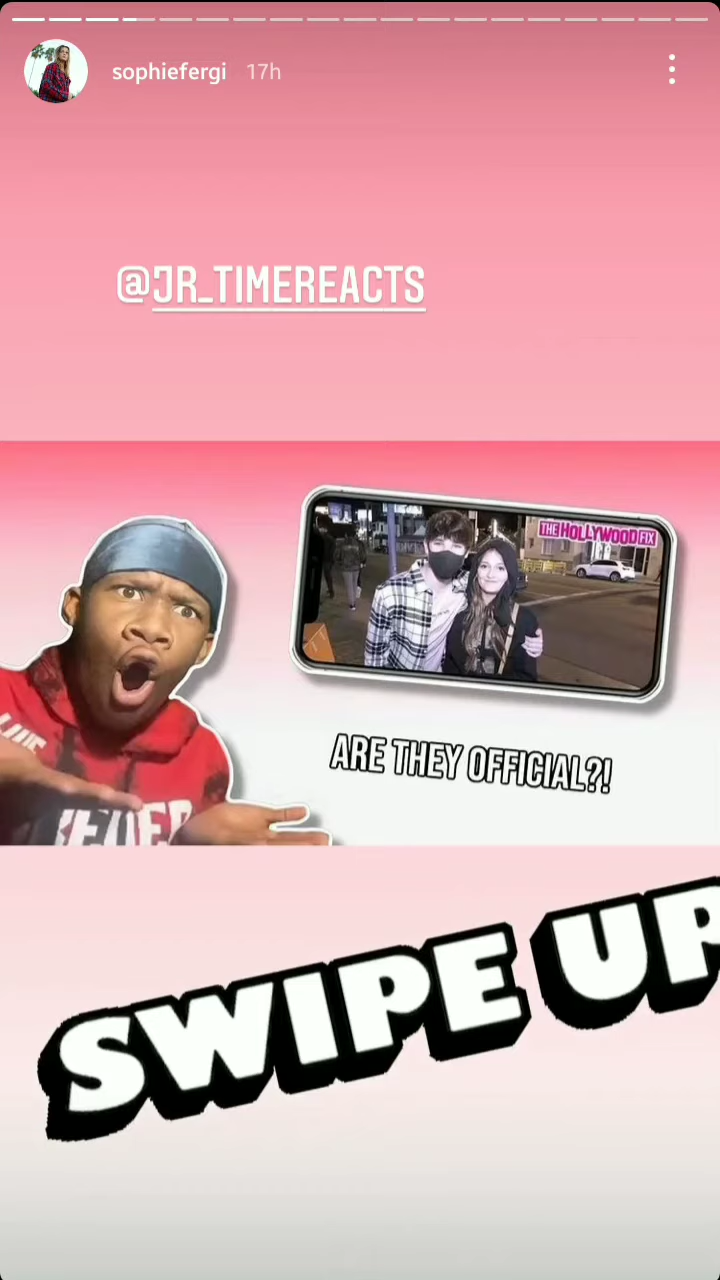 sophiefergi 17h
@JR_TIMEREACTS
THE HOLLYWOOD FIX
ARE THEY OFFICIAL?!
SWIPE UP